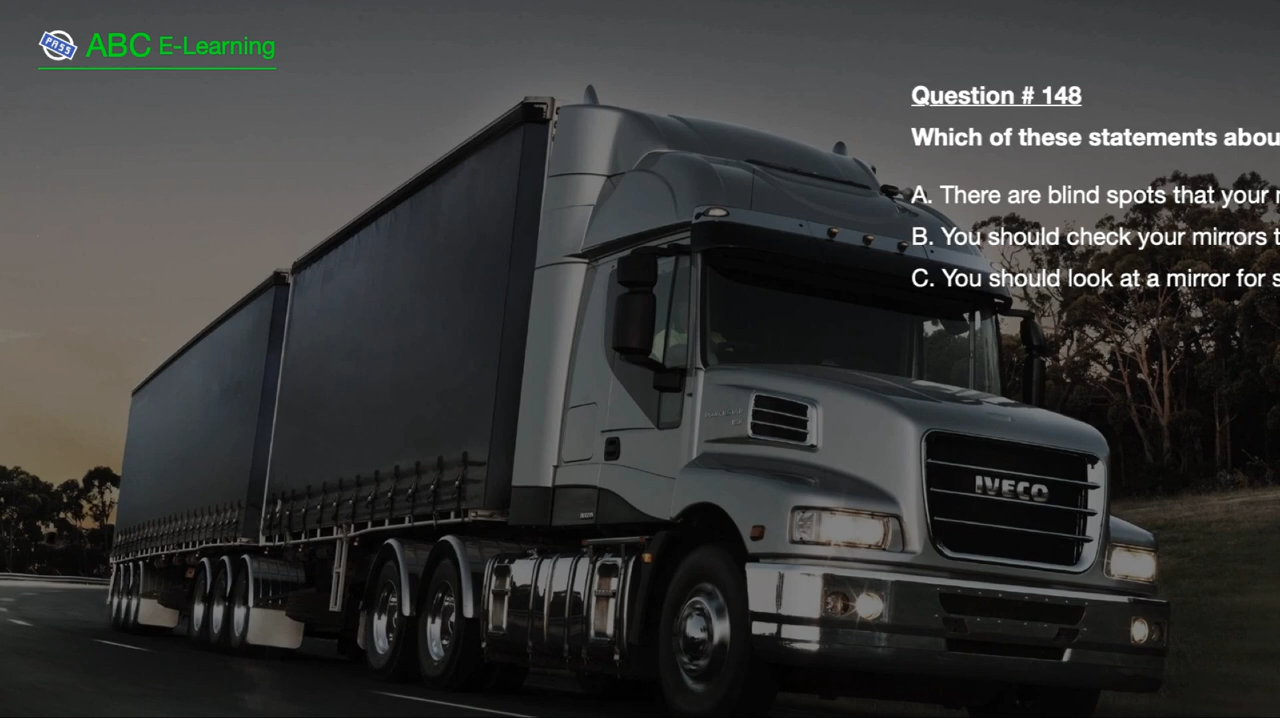 PASS ABC E-Learning
Question # 148
Which of these statements abou
A. There are blind spots that your
B. You should check your mirrors
C. You should look at a mirror for
IVECO